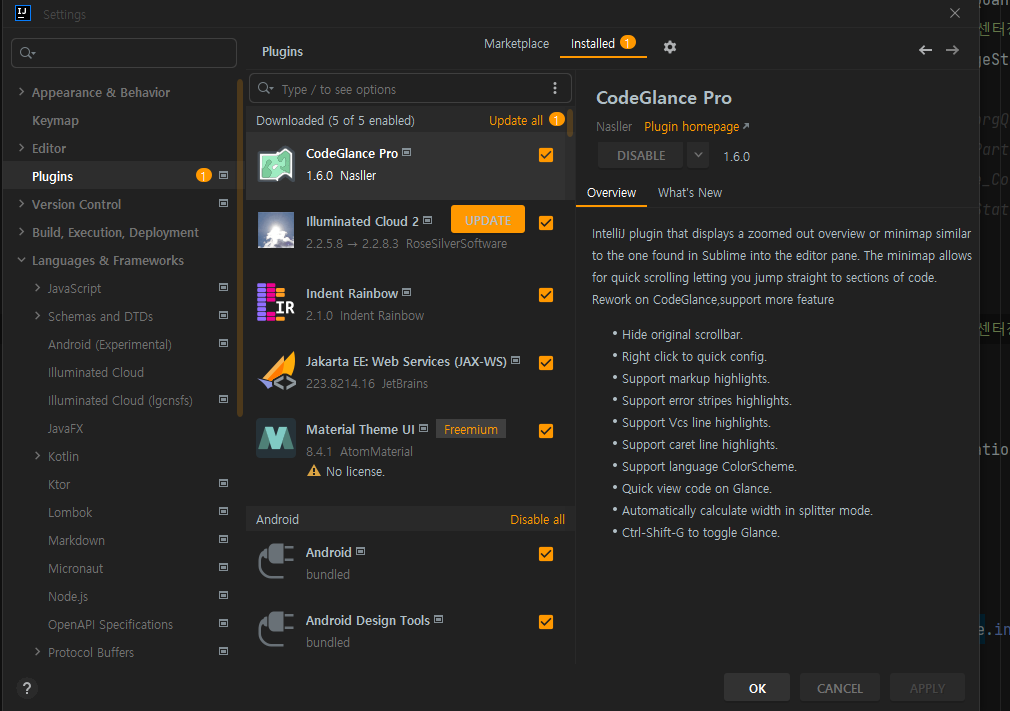 IJ
Settings
Plugins
Marketplace
Installed 1
Appearance & Behavior
Keymap
Editor
Plugins 1
Version Control
Build, Execution, Deployment
Languages & Frameworks
JavaScript
Schemas and DTDs
Android (Experimental)
Illuminated Cloud
Illuminated Cloud (lgcnsfs)
JavaFX
Kotlin
Ktor
Lombok
Markdown
Micronaut
Node.js
OpenAPI Specifications
Protocol Buffers
?
Type / to see options
Downloaded (5 of 5 enabled) Update all 1
CodeGlance Pro
1.6.0 Nasller
Illuminated Cloud 2 UPDATE
2.2.5.8 → 2.2.8.3 RoseSilverSoftware
IR
Indent Rainbow
2.1.0 Indent Rainbow
Jakarta EE: Web Services (JAX-WS)
223.8214.16 JetBrains
Material Theme UI Freemium
8.4.1 AtomMaterial
No license.
Android Disable all
Android
bundled
Android Design Tools
bundled
CodeGlance Pro
Nasller Plugin homepage ↗
DISABLE 1.6.0
Overview What's New
IntelliJ plugin that displays a zoomed out overview or minimap similar
to the one found in Sublime into the editor pane. The minimap allows
for quick scrolling letting you jump straight to sections of code.
Rework on CodeGlance,support more feature
• Hide original scrollbar.
• Right click to quick config.
• Support markup highlights.
• Support error stripes highlights.
• Support Vcs line highlights.
• Support caret line highlights.
• Support language ColorScheme.
• Quick view code on Glance.
• Automatically calculate width in splitter mode.
• Ctrl-Shift-G to toggle Glance.
OK CANCEL APPLY
센터
센터